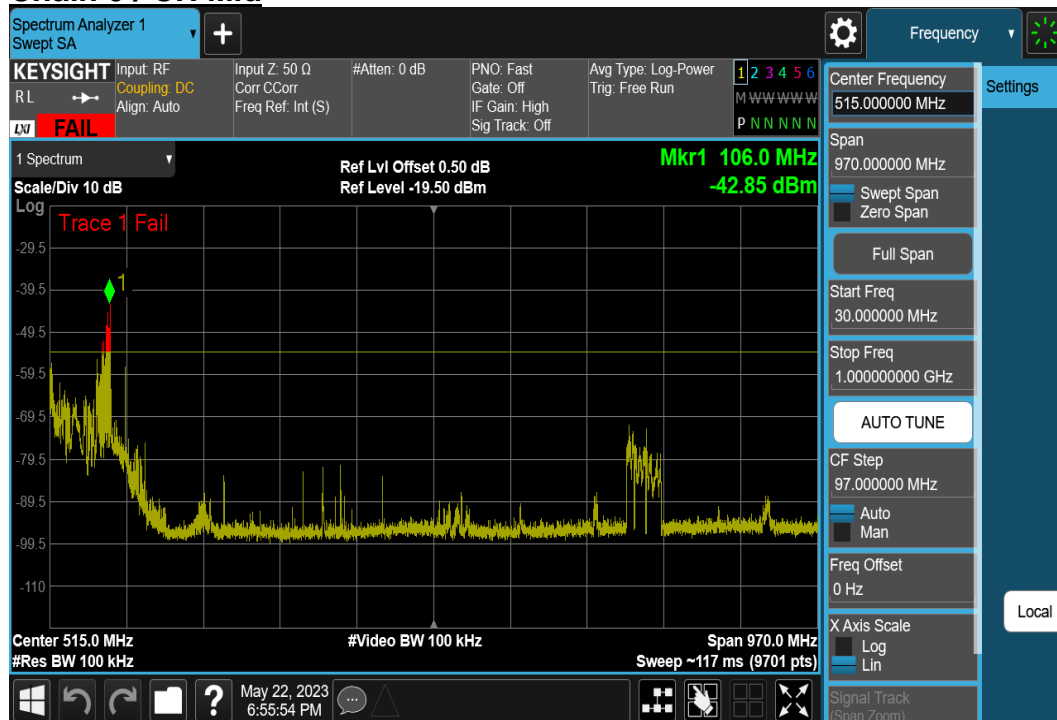 Spectrum Analyzer 1
Swept SA
Frequency
KEYSIGHT
RL
LXI
FAIL
Input: RF
Coupling: DC
Align: Auto
Input Z: 50 Ω
Corr CCorr
Freq Ref: Int (S)
#Atten: 0 dB
PNO: Fast
Gate: Off
IF Gain: High
Sig Track: Off
Avg Type: Log-Power
Trig: Free Run
1 2 3 4 5 6
M W W W W W
P N N N N N
1 Spectrum
Scale/Div 10 dB
Log
Ref Lvl Offset 0.50 dB
Ref Level -19.50 dBm
Mkr1 106.0 MHz
-42.85 dBm
Trace 1 Fail
1
-29.5
-39.5
-49.5
-59.5
-69.5
-79.5
-89.5
-99.5
-110
Center 515.0 MHz
#Res BW 100 kHz
#Video BW 100 kHz
Span 970.0 MHz
Sweep ~117 ms (9701 pts)
May 22, 2023
6:55:54 PM
?
Center Frequency
515.000000 MHz
Span
970.000000 MHz
Swept Span
Zero Span
Full Span
Start Freq
30.000000 MHz
Stop Freq
1.000000000 GHz
AUTO TUNE
CF Step
97.000000 MHz
Auto
Man
Freq Offset
0 Hz
X Axis Scale
Log
Lin
Signal Track
(Span Zoom)
Settings
Local